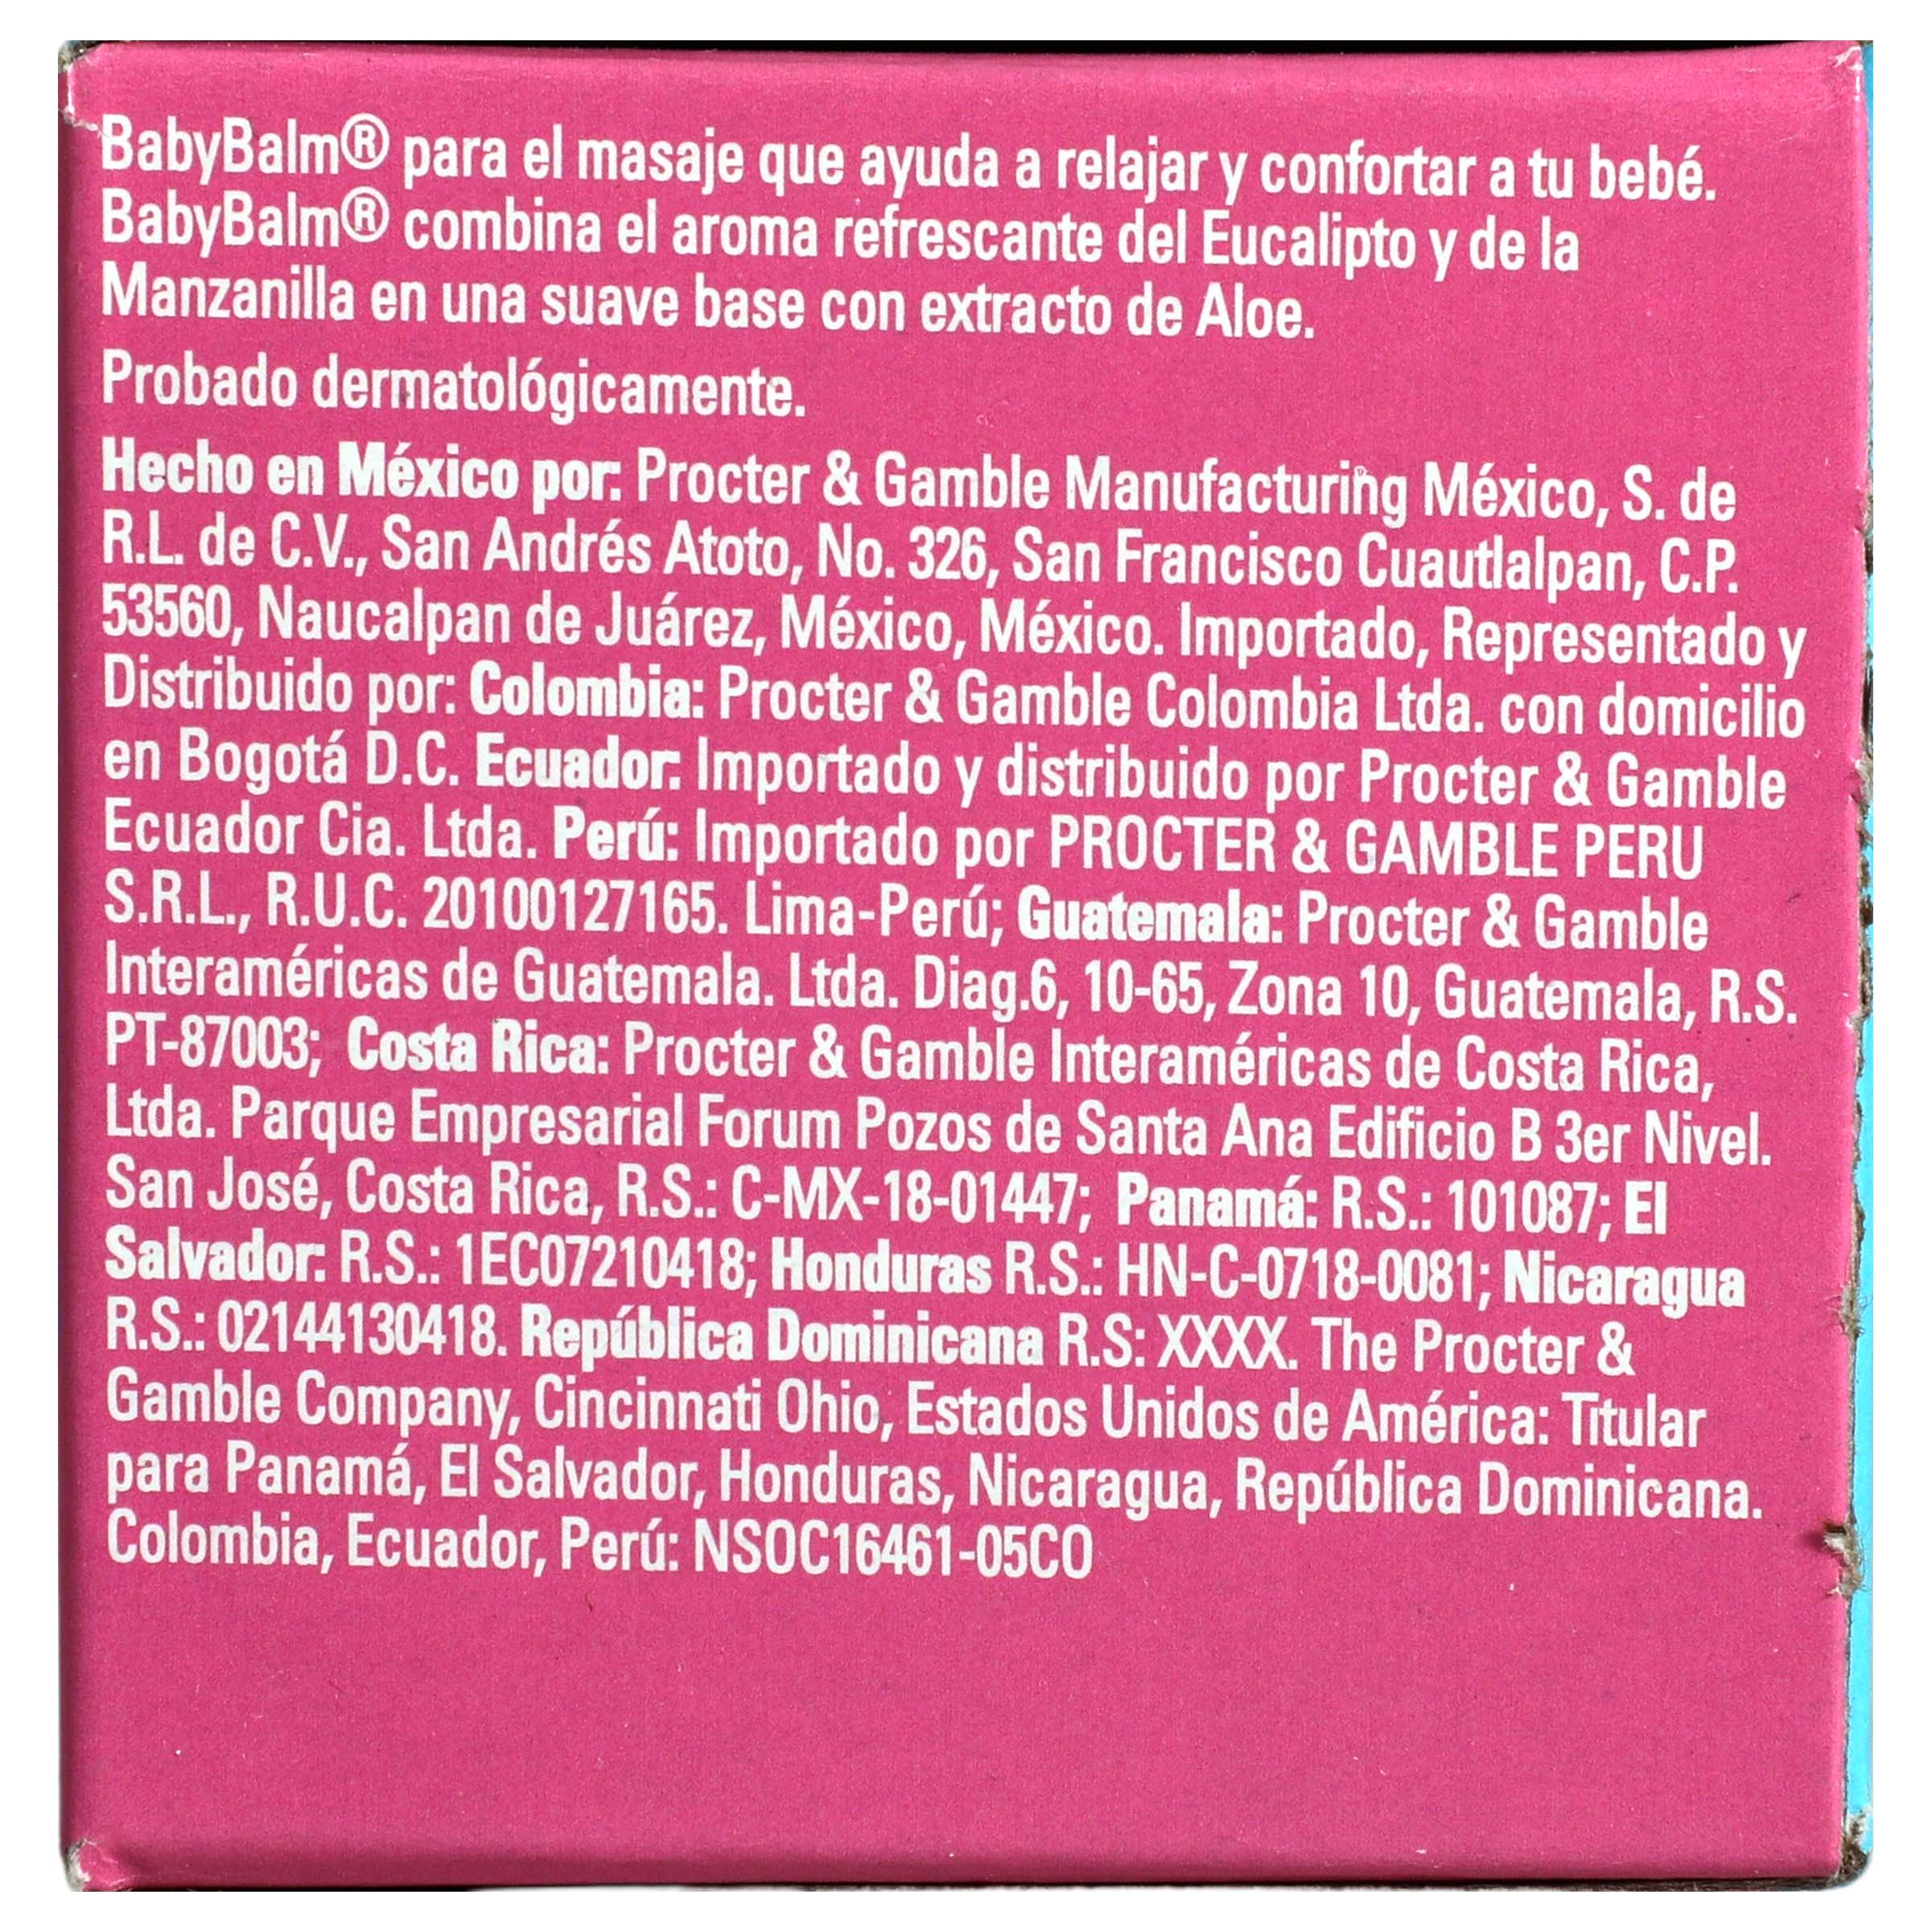 BabyBalm® para el masaje que ayuda a relajar y confortar a tu bebé.
BabyBalm® combina el aroma refrescante del Eucalipto y de la
Manzanilla en una suave base con extracto de Aloe.
Probado dermatológicamente.
Hecho en México por: Procter & Gamble Manufacturing México, S. de
R.L. de C.V., San Andrés Atoto, No. 326, San Francisco Cuautlalpan, C.P.
53560, Naucalpan de Juárez, México, México. Importado, Representado y
Distribuido por: Colombia: Procter & Gamble Colombia Ltda. con domicilio
en Bogotá D.C. Ecuador: Importado y distribuido por Procter & Gamble
Ecuador Cia. Ltda. Perú: Importado por PROCTER & GAMBLE PERU
S.R.L., R.U.C. 20100127165. Lima-Perú; Guatemala: Procter & Gamble
Interaméricas de Guatemala. Ltda. Diag.6, 10-65, Zona 10, Guatemala, R.S.
PT-87003; Costa Rica: Procter & Gamble Interaméricas de Costa Rica,
Ltda. Parque Empresarial Forum Pozos de Santa Ana Edificio B 3er Nivel.
San José, Costa Rica, R.S.: C-MX-18-01447; Panamá: R.S.: 101087; El
Salvador: R.S.: 1EC07210418; Honduras R.S.: HN-C-0718-0081; Nicaragua
R.S.: 02144130418. República Dominicana R.S: XXXX. The Procter &
Gamble Company, Cincinnati Ohio, Estados Unidos de América: Titular
para Panamá, El Salvador, Honduras, Nicaragua, República Dominicana.
Colombia, Ecuador, Perú: NSOC16461-05CO